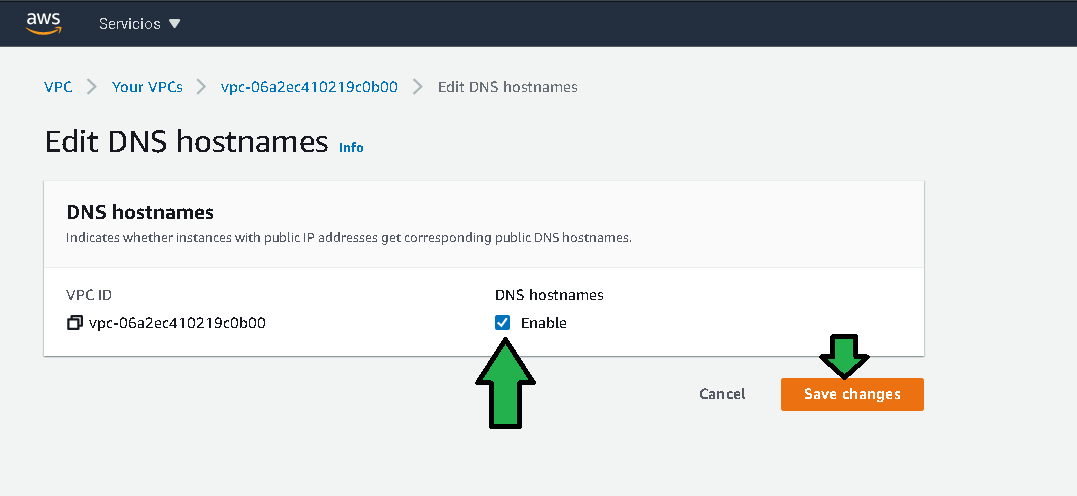 aws Servicios
VPC > Your VPCs > vpc-06a2ec410219c0b00 > Edit DNS hostnames
Edit DNS hostnames Info
DNS hostnames
Indicates whether instances with public IP addresses get corresponding public DNS hostnames.
VPC ID DNS hostnames
vpc-06a2ec410219c0b00 Enable
Cancel Save changes